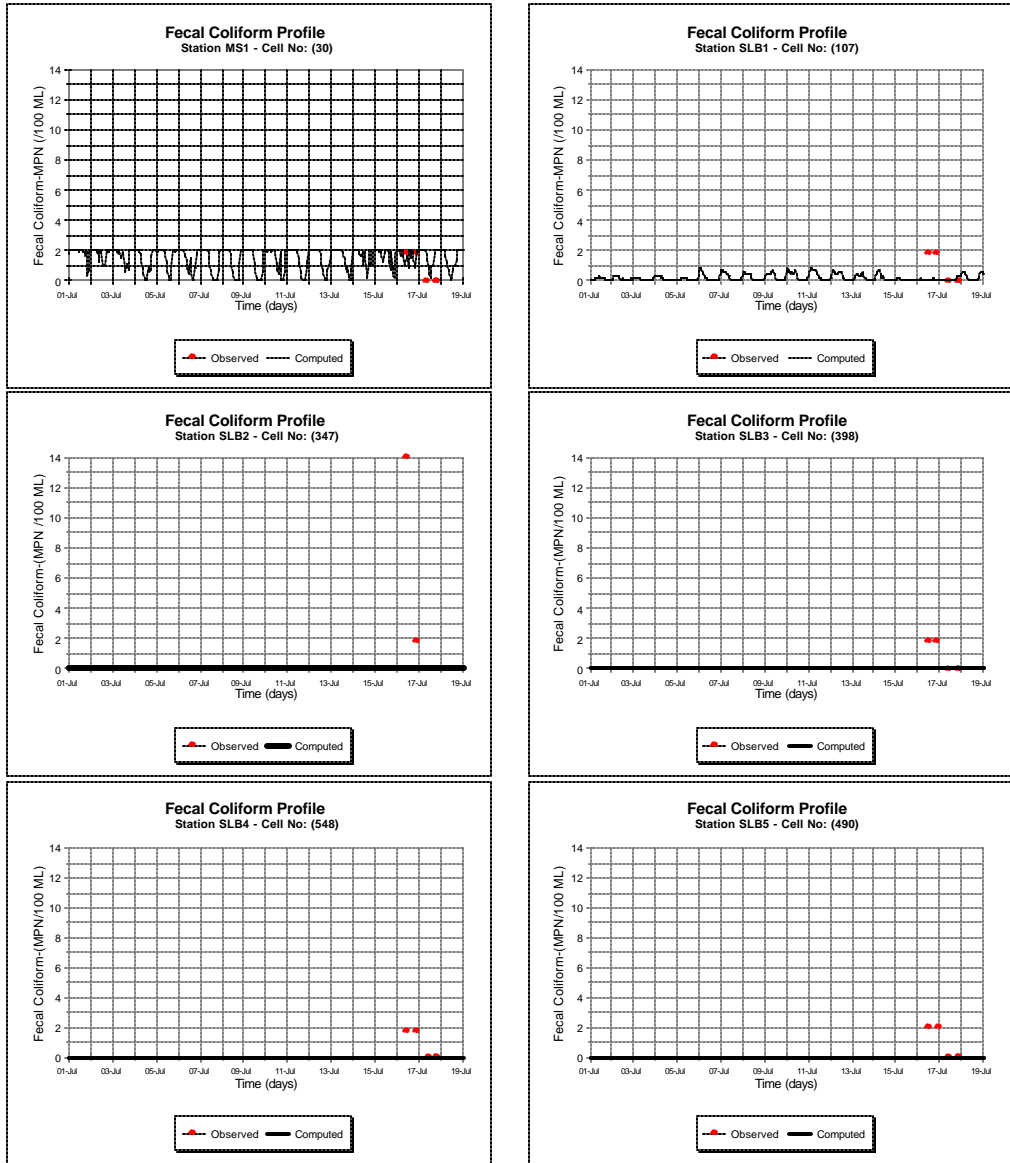 Fecal Coliform Profile
Station MS1 - Cell No: (30)
Fecal Coliform-MPN (/100 ML)
14
12
10
8
6
4
2
0
01-Jul 03-Jul 05-Jul 07-Jul 09-Jul 11-Jul 13-Jul 15-Jul 17-Jul 19-Jul
Time (days)
Observed Computed
Fecal Coliform Profile
Station SLB1 - Cell No: (107)
Fecal Coliform-MPN (/100 ML)
14
12
10
8
6
4
2
0
01-Jul 03-Jul 05-Jul 07-Jul 09-Jul 11-Jul 13-Jul 15-Jul 17-Jul 19-Jul
Time (days)
Observed Computed
Fecal Coliform Profile
Station SLB2 - Cell No: (347)
Fecal Coliform-(MPN /100 ML)
14
12
10
8
6
4
2
0
01-Jul 03-Jul 05-Jul 07-Jul 09-Jul 11-Jul 13-Jul 15-Jul 17-Jul 19-Jul
Time (days)
Observed Computed
Fecal Coliform Profile
Station SLB3 - Cell No: (398)
Fecal Coliform-(MPN/100 ML)
14
12
10
8
6
4
2
0
01-Jul 03-Jul 05-Jul 07-Jul 09-Jul 11-Jul 13-Jul 15-Jul 17-Jul 19-Jul
Time (days)
Observed Computed
Fecal Coliform Profile
Station SLB4 - Cell No: (548)
Fecal Coliform-(MPN/100 ML)
14
12
10
8
6
4
2
0
01-Jul 03-Jul 05-Jul 07-Jul 09-Jul 11-Jul 13-Jul 15-Jul 17-Jul 19-Jul
Time (days)
Observed Computed
Fecal Coliform Profile
Station SLB5 - Cell No: (490)
Fecal Coliform-(MPN/100 ML)
14
12
10
8
6
4
2
0
01-Jul 03-Jul 05-Jul 07-Jul 09-Jul 11-Jul 13-Jul 15-Jul 17-Jul 19-Jul
Time (days)
Observed Computed